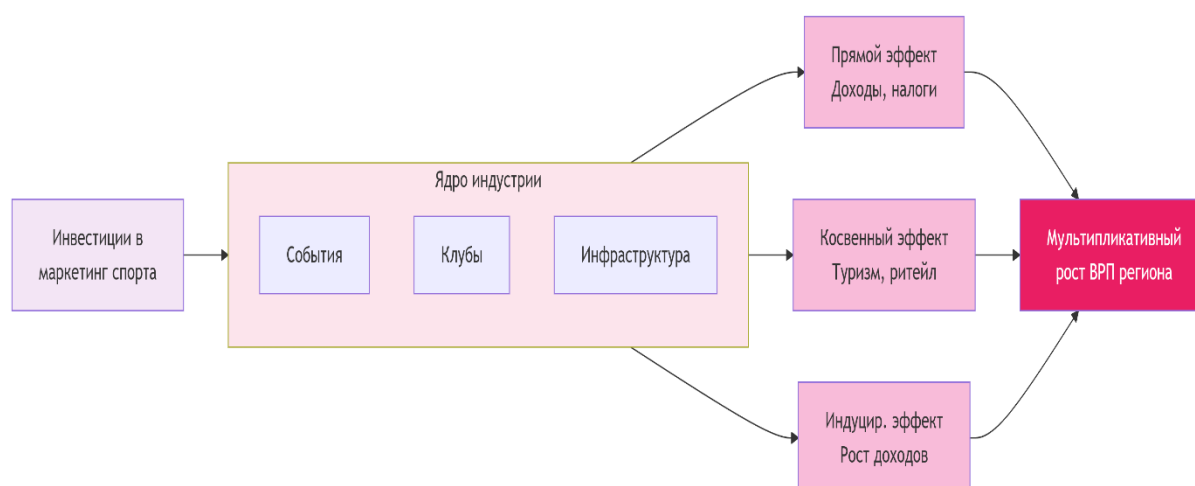 Инвестиции в
маркетинг спорта
Ядро индустрии
События
Клубы
Инфраструктура
Прямой эффект
Доходы, налоги
Косвенный эффект
Туризм, ритейл
Индуцир. эффект
Рост доходов
Мультипликативный
рост ВРП региона